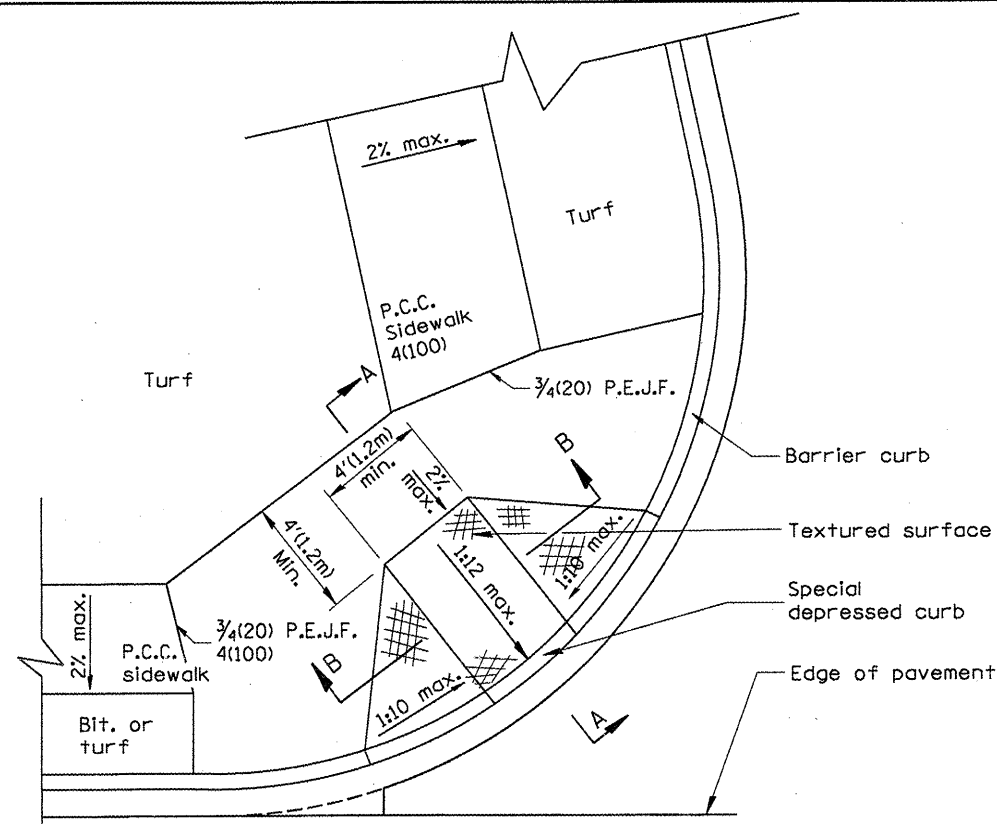 2% max.
Turf
P.C.C.
Sidewalk
4(100)
A
Turf
3/4(20) P.E.J.F.
4'(1.2m)
min.
2%
max.
B
Barrier curb
4'(1.2m)
Min.
Textured surface
1:12 max.
1:10 max.
Special
depressed curb
2% max.
3/4(20) P.E.J.F.
4(100)
P.C.C.
sidewalk
B
Edge of pavement
1:10 max.
A
Bit. or
turf